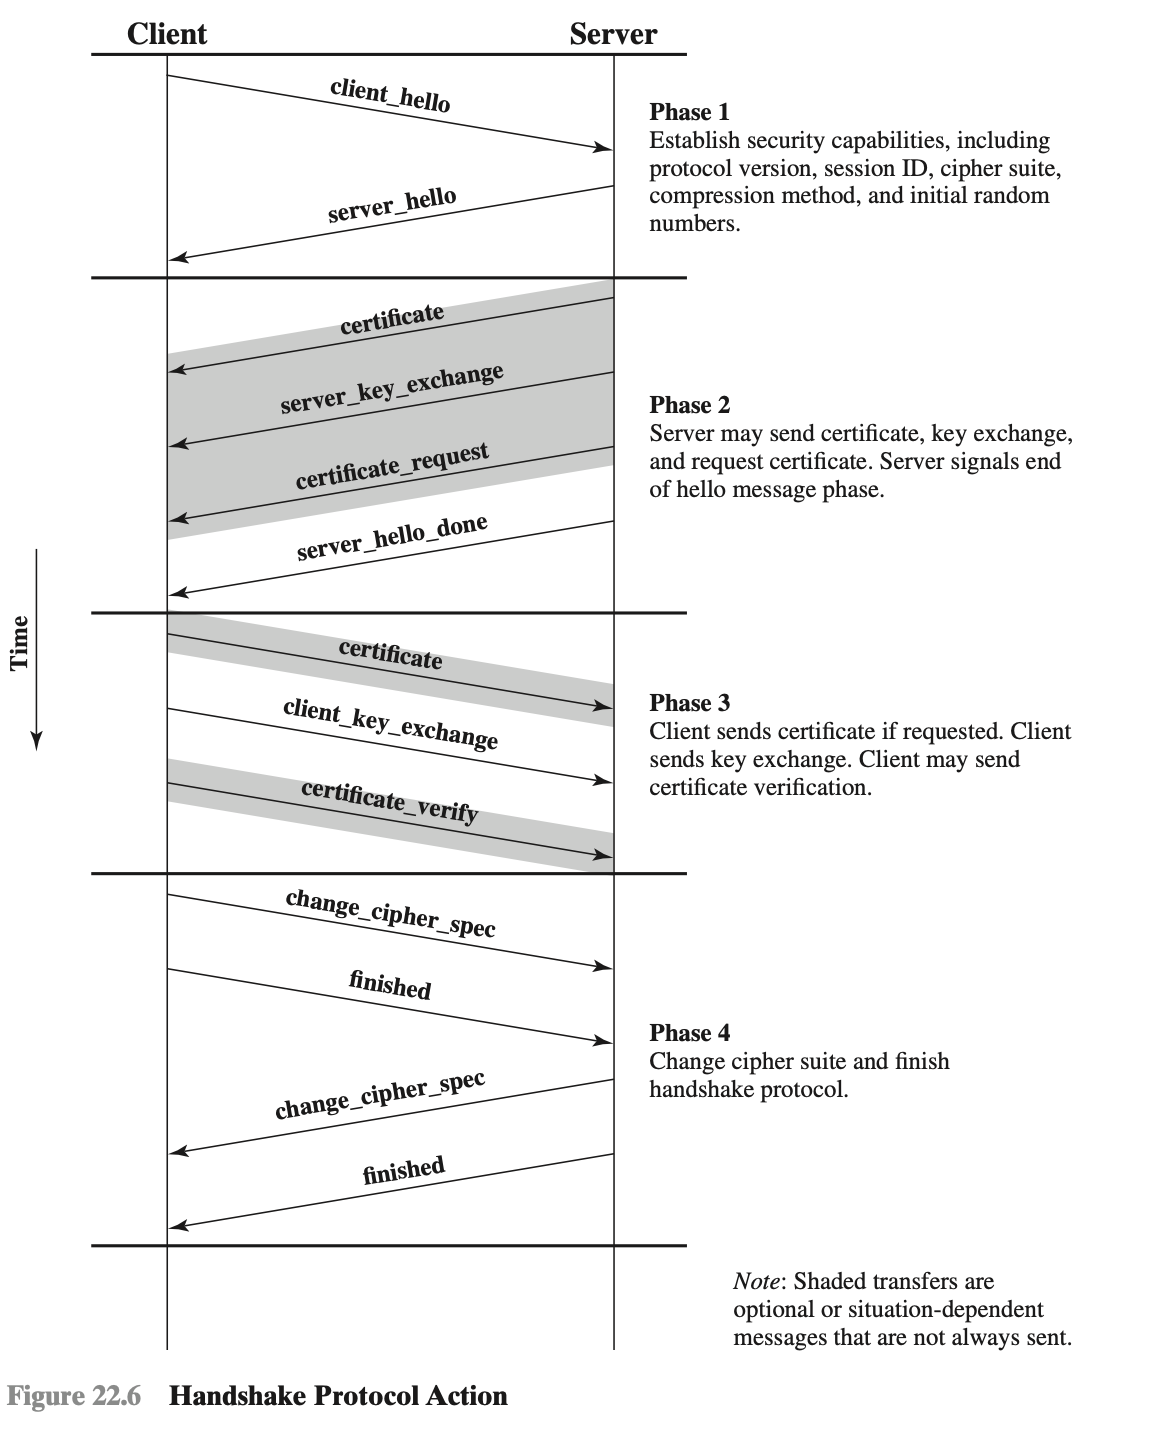 Client
Server
client_hello
server_hello
Phase 1
Establish security capabilities, including
protocol version, session ID, cipher suite,
compression method, and initial random
numbers.
certificate
server_key_exchange
certificate_request
server_hello_done
Phase 2
Server may send certificate, key exchange,
and request certificate. Server signals end
of hello message phase.
Time
certificate
client_key_exchange
certificate_verify
Phase 3
Client sends certificate if requested. Client
sends key exchange. Client may send
certificate verification.
change_cipher_spec
finished
change_cipher_spec
finished
Phase 4
Change cipher suite and finish
handshake protocol.
Note: Shaded transfers are
optional or situation-dependent
messages that are not always sent.
Figure 22.6 Handshake Protocol Action